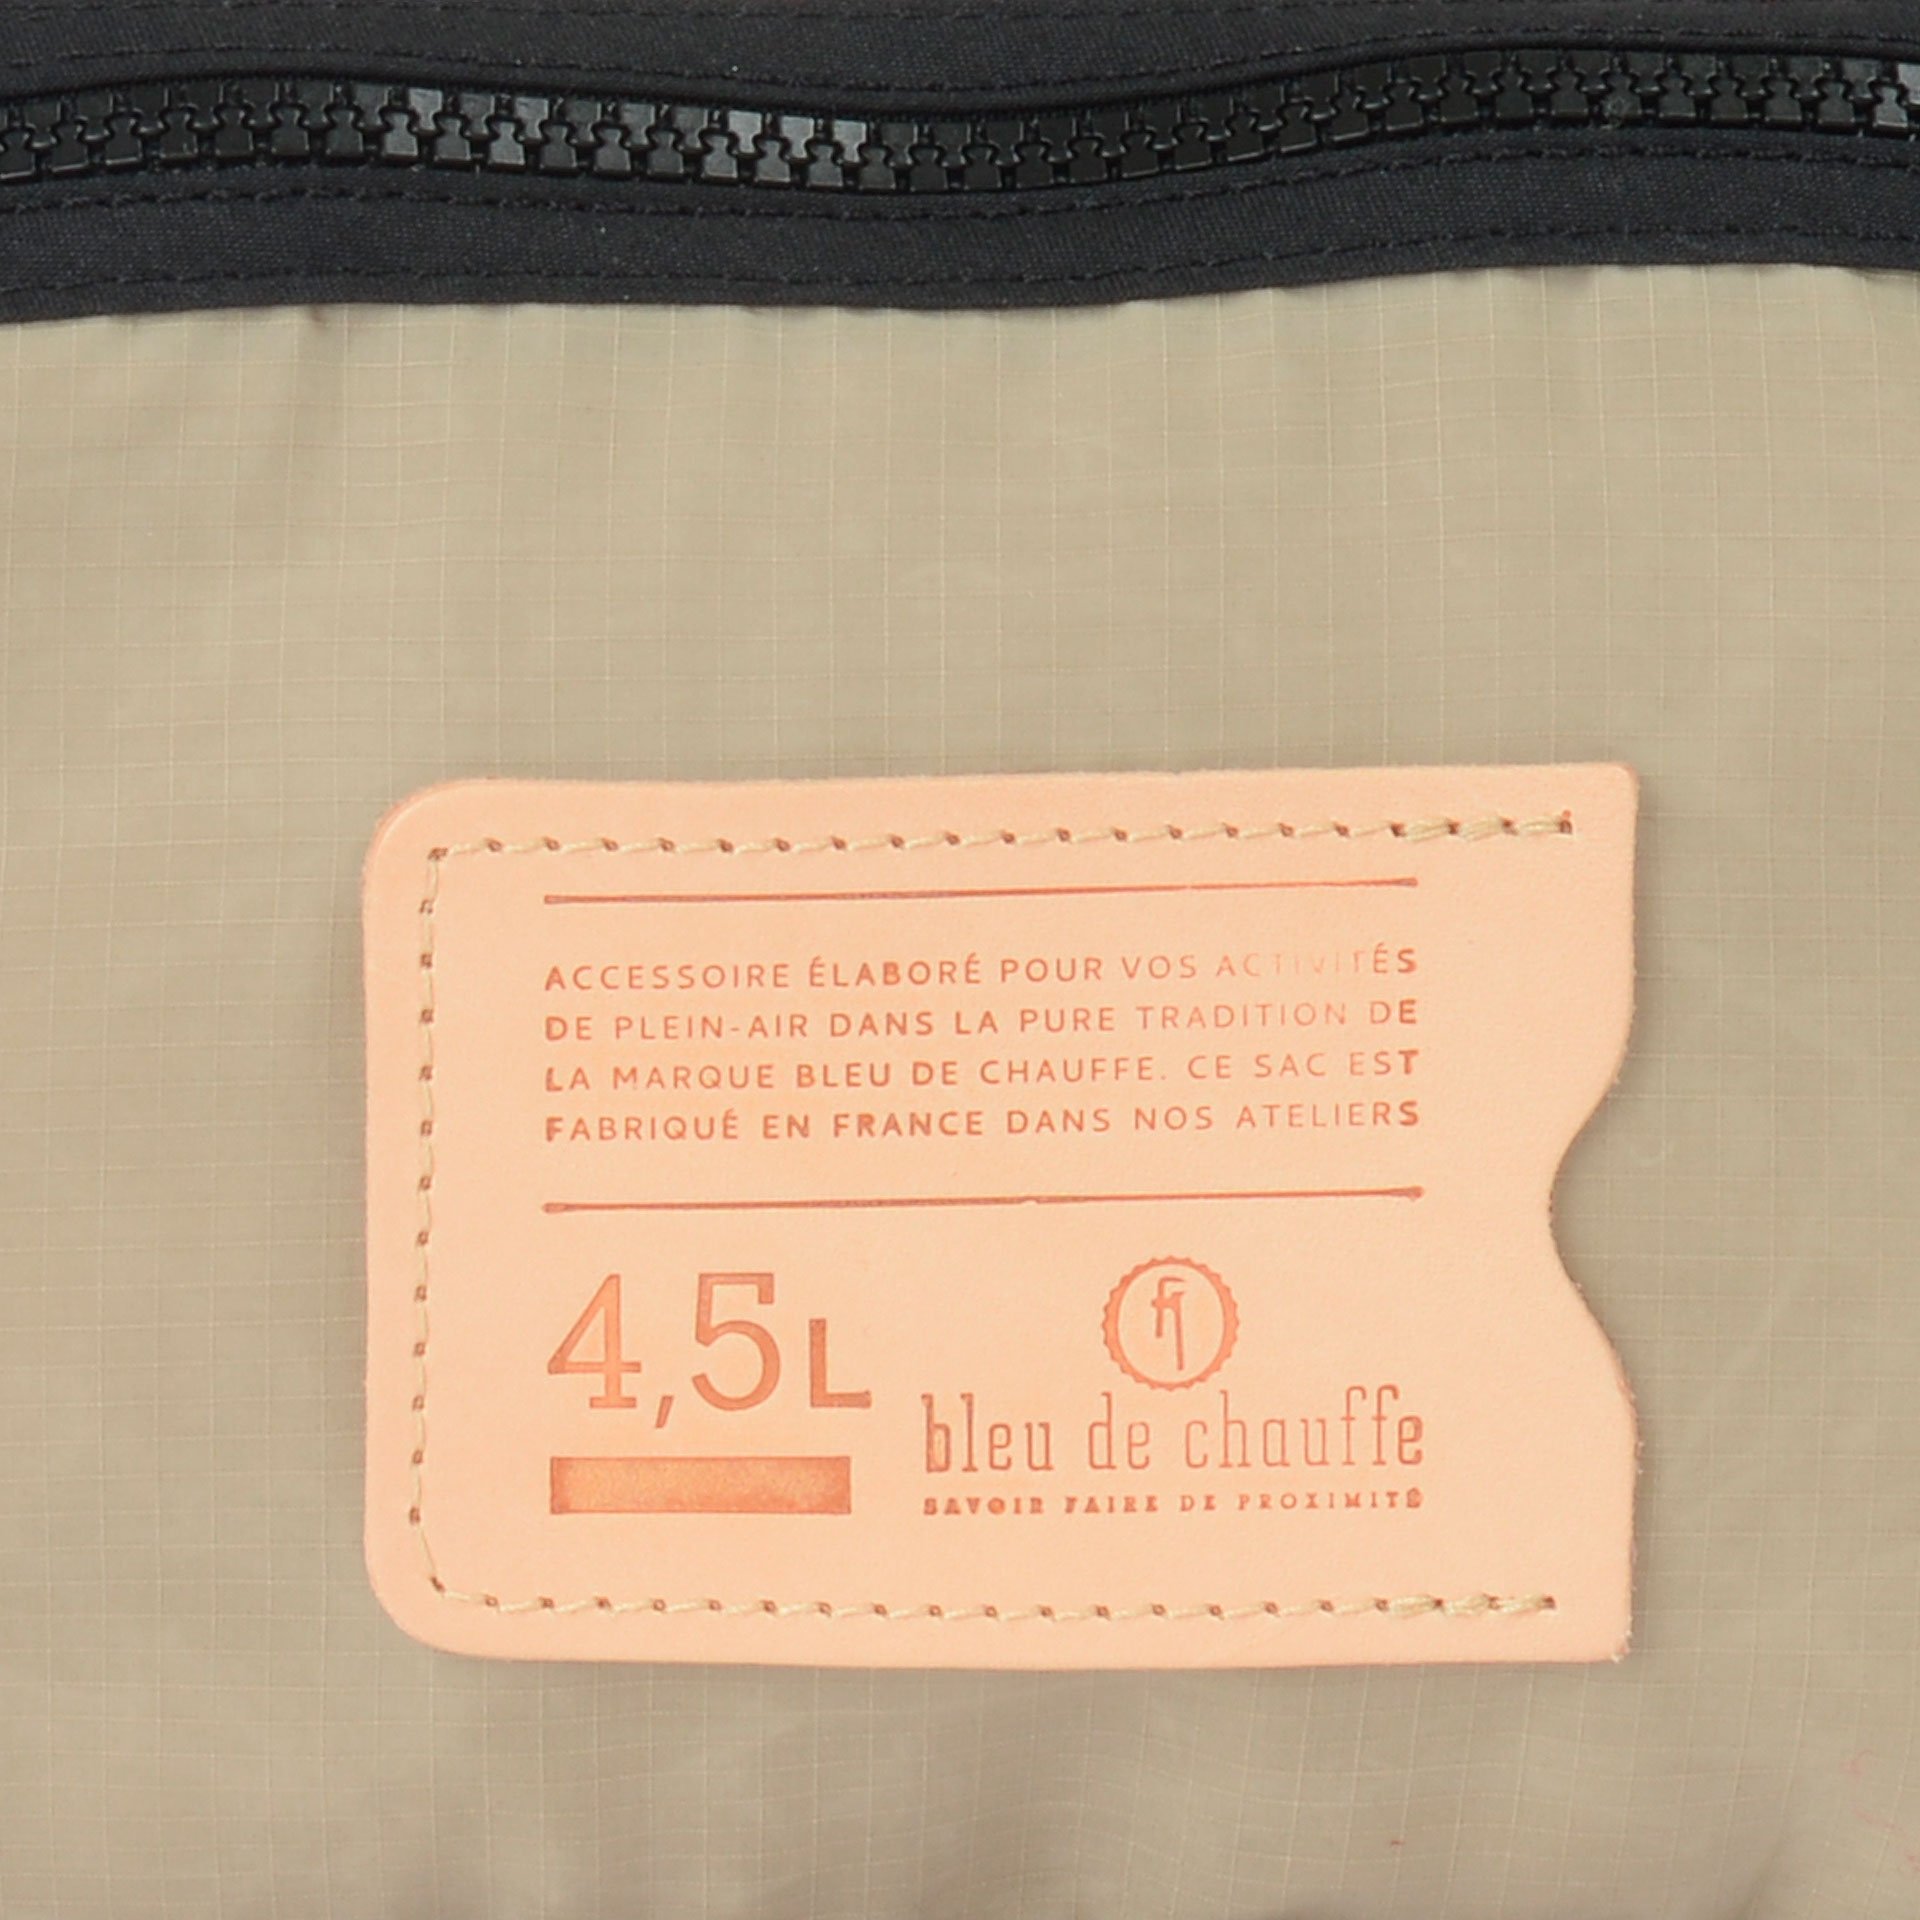 ACCESSOIRE ÉLABORÉ POUR VOS ACTIVITÉS
DE PLEIN-AIR DANS LA PURE TRADITION DE
LA MARQUE BLEU DE CHAUFFE. CE SAC EST
FABRIQUÉ EN FRANCE DANS NOS ATELIERS
4,5L
bleu de chauffe
SAVOIR FAIRE DE PROXIMITÉ